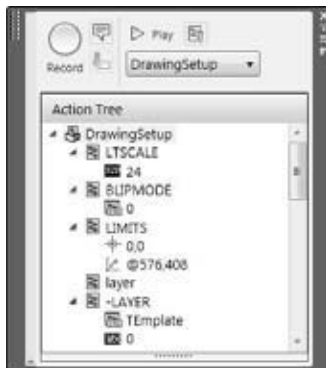 Play
Record
DrawingSetup
Action Tree
DrawingSetup
LTSCALE
24
BLIPMODE
0
LIMITS
0,0
@576,408
layer
-LAYER
TEmplate
0